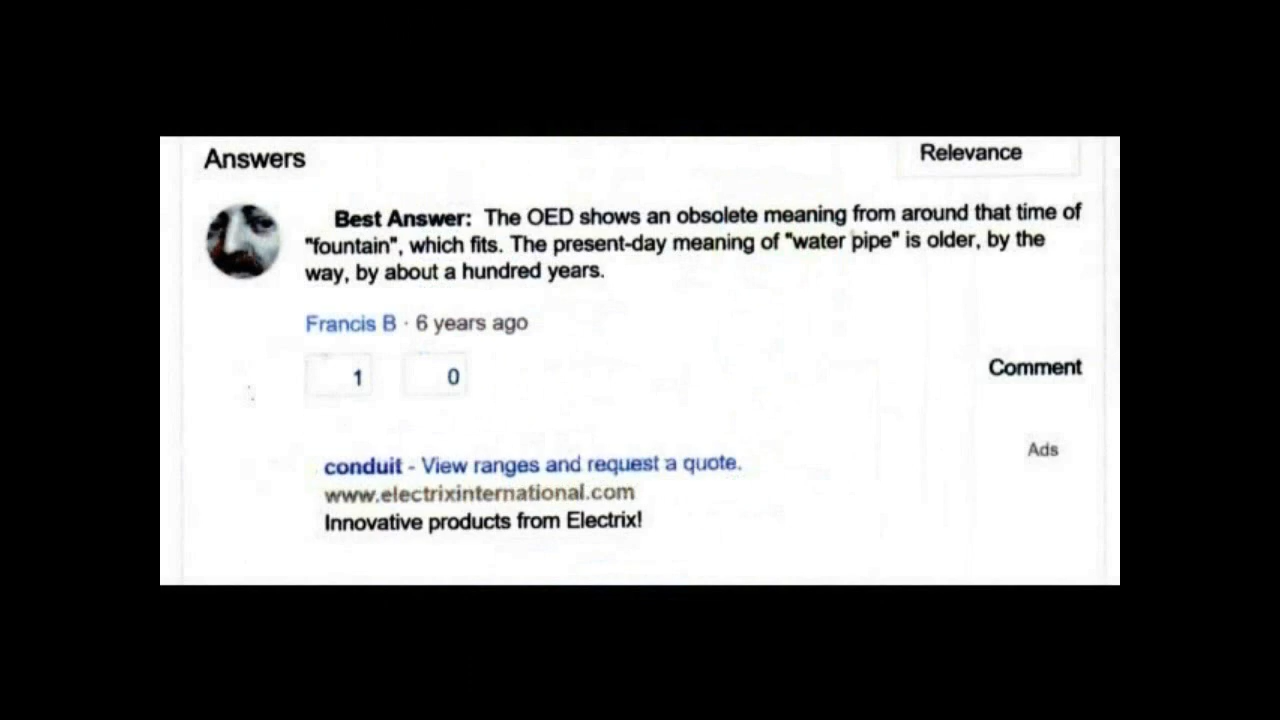 Answers
Relevance
Best Answer: The OED shows an obsolete meaning from around that time of
"fountain", which fits. The present-day meaning of "water pipe" is older, by the
way, by about a hundred years.
Francis B · 6 years ago
1 0
Comment
Ads
conduit - View ranges and request a quote.
www.electrixinternational.com
Innovative products from Electrix!